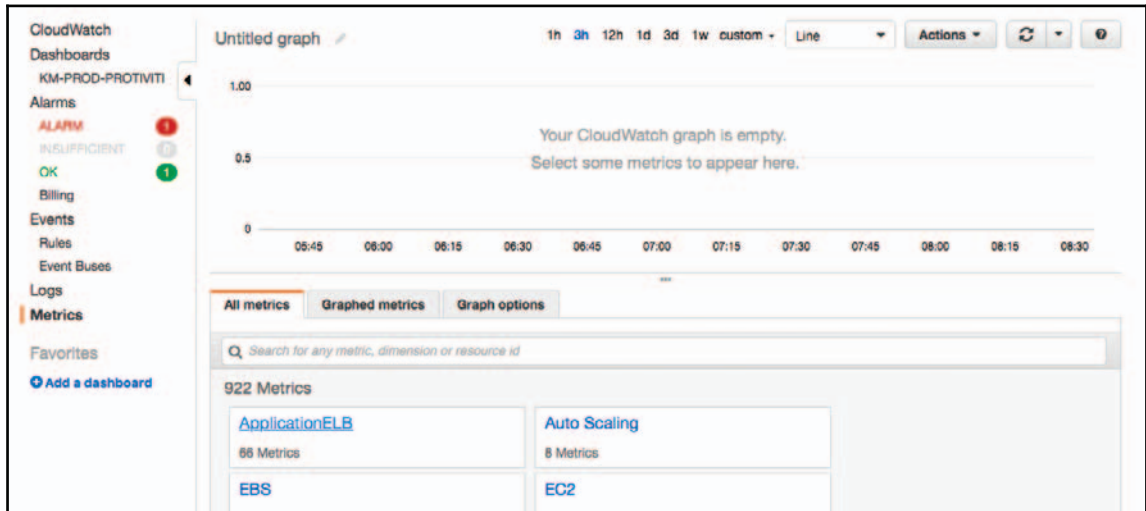 CloudWatch
Dashboards
KM-PROD-PROTIVITI
Alarms
ALARM 1
INSUFFICIENT
OK 1
Billing
Events
Rules
Event Buses
Logs
Metrics
Favorites
Add a dashboard
Untitled graph
1h 3h 12h 1d 3d 1w custom Line Actions
1.00
Your CloudWatch graph is empty.
0.5
Select some metrics to appear here.
0
05:45 06:00 06:15 06:30 06:45 07:00 07:15 07:30 07:45 08:00 08:15 08:30
All metrics Graphed metrics Graph options
Search for any metric, dimension or resource id
922 Metrics
ApplicationELB Auto Scaling
66 Metrics 8 Metrics
EBS EC2